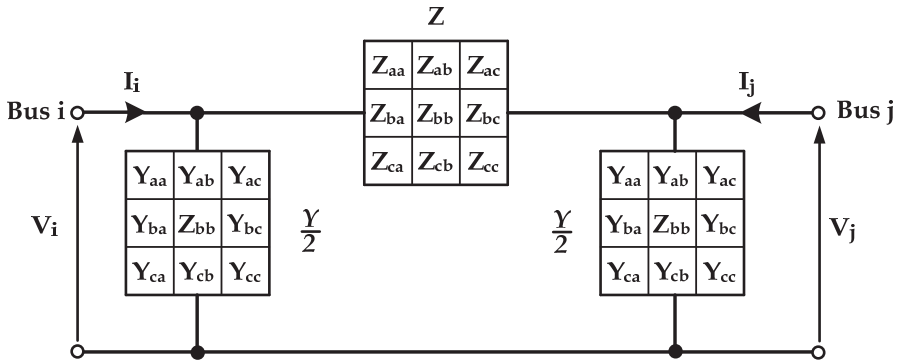 Z
Zaa Zab Zac
Ii
Ij
Bus i
Zba Zbb Zbc
Bus j
Zca Zcb Zcc
Yaa Yab Yac
Yaa Yab Yac
Vi
Yba Zbb Ybc
Y/2
Y/2
Yba Zbb Ybc
Vj
Yca Ycb Ycc
Yca Ycb Ycc